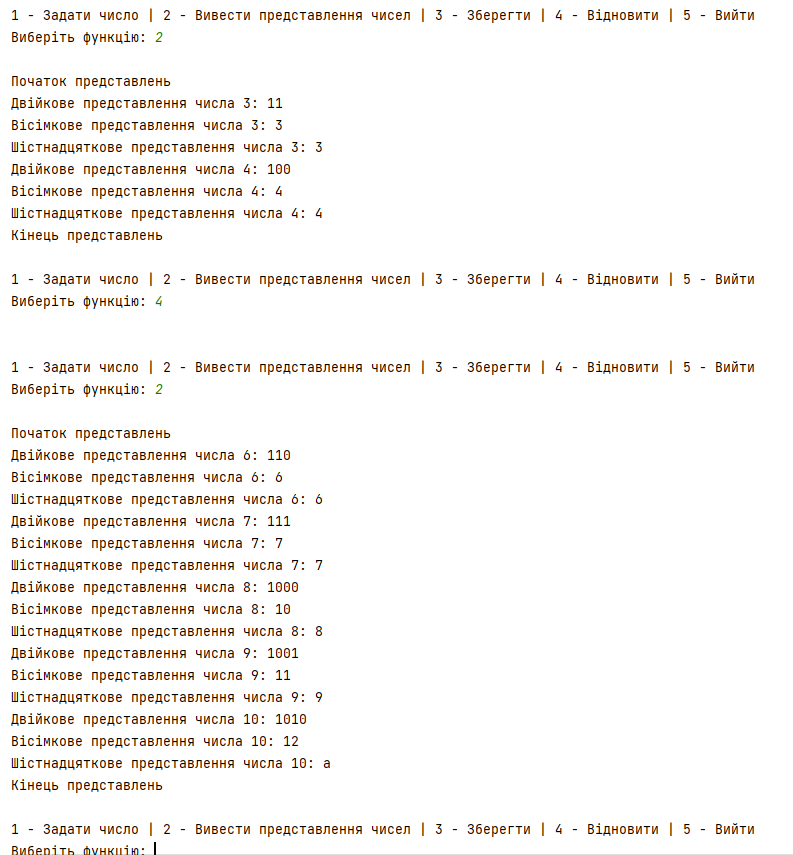 1 - Задати число | 2 - Вивести представлення чисел | 3 - Зберегти | 4 - Відновити | 5 - Вийти
Виберіть функцію: 2
Початок представлень
Двійкове представлення числа 3: 11
Вісімкове представлення числа 3: 3
Шістнадцяткове представлення числа 3: 3
Двійкове представлення числа 4: 100
Вісімкове представлення числа 4: 4
Шістнадцяткове представлення числа 4: 4
Кінець представлень
1 - Задати число | 2 - Вивести представлення чисел | 3 - Зберегти | 4 - Відновити | 5 - Вийти
Виберіть функцію: 4
1 - Задати число | 2 - Вивести представлення чисел | 3 - Зберегти | 4 - Відновити | 5 - Вийти
Виберіть функцію: 2
Початок представлень
Двійкове представлення числа 6: 110
Вісімкове представлення числа 6: 6
Шістнадцяткове представлення числа 6: 6
Двійкове представлення числа 7: 111
Вісімкове представлення числа 7: 7
Шістнадцяткове представлення числа 7: 7
Двійкове представлення числа 8: 1000
Вісімкове представлення числа 8: 10
Шістнадцяткове представлення числа 8: 8
Двійкове представлення числа 9: 1001
Вісімкове представлення числа 9: 11
Шістнадцяткове представлення числа 9: 9
Двійкове представлення числа 10: 1010
Вісімкове представлення числа 10: 12
Шістнадцяткове представлення числа 10: a
Кінець представлень
1 - Задати число | 2 - Вивести представлення чисел | 3 - Зберегти | 4 - Відновити | 5 - Вийти
Виберіть функцію: